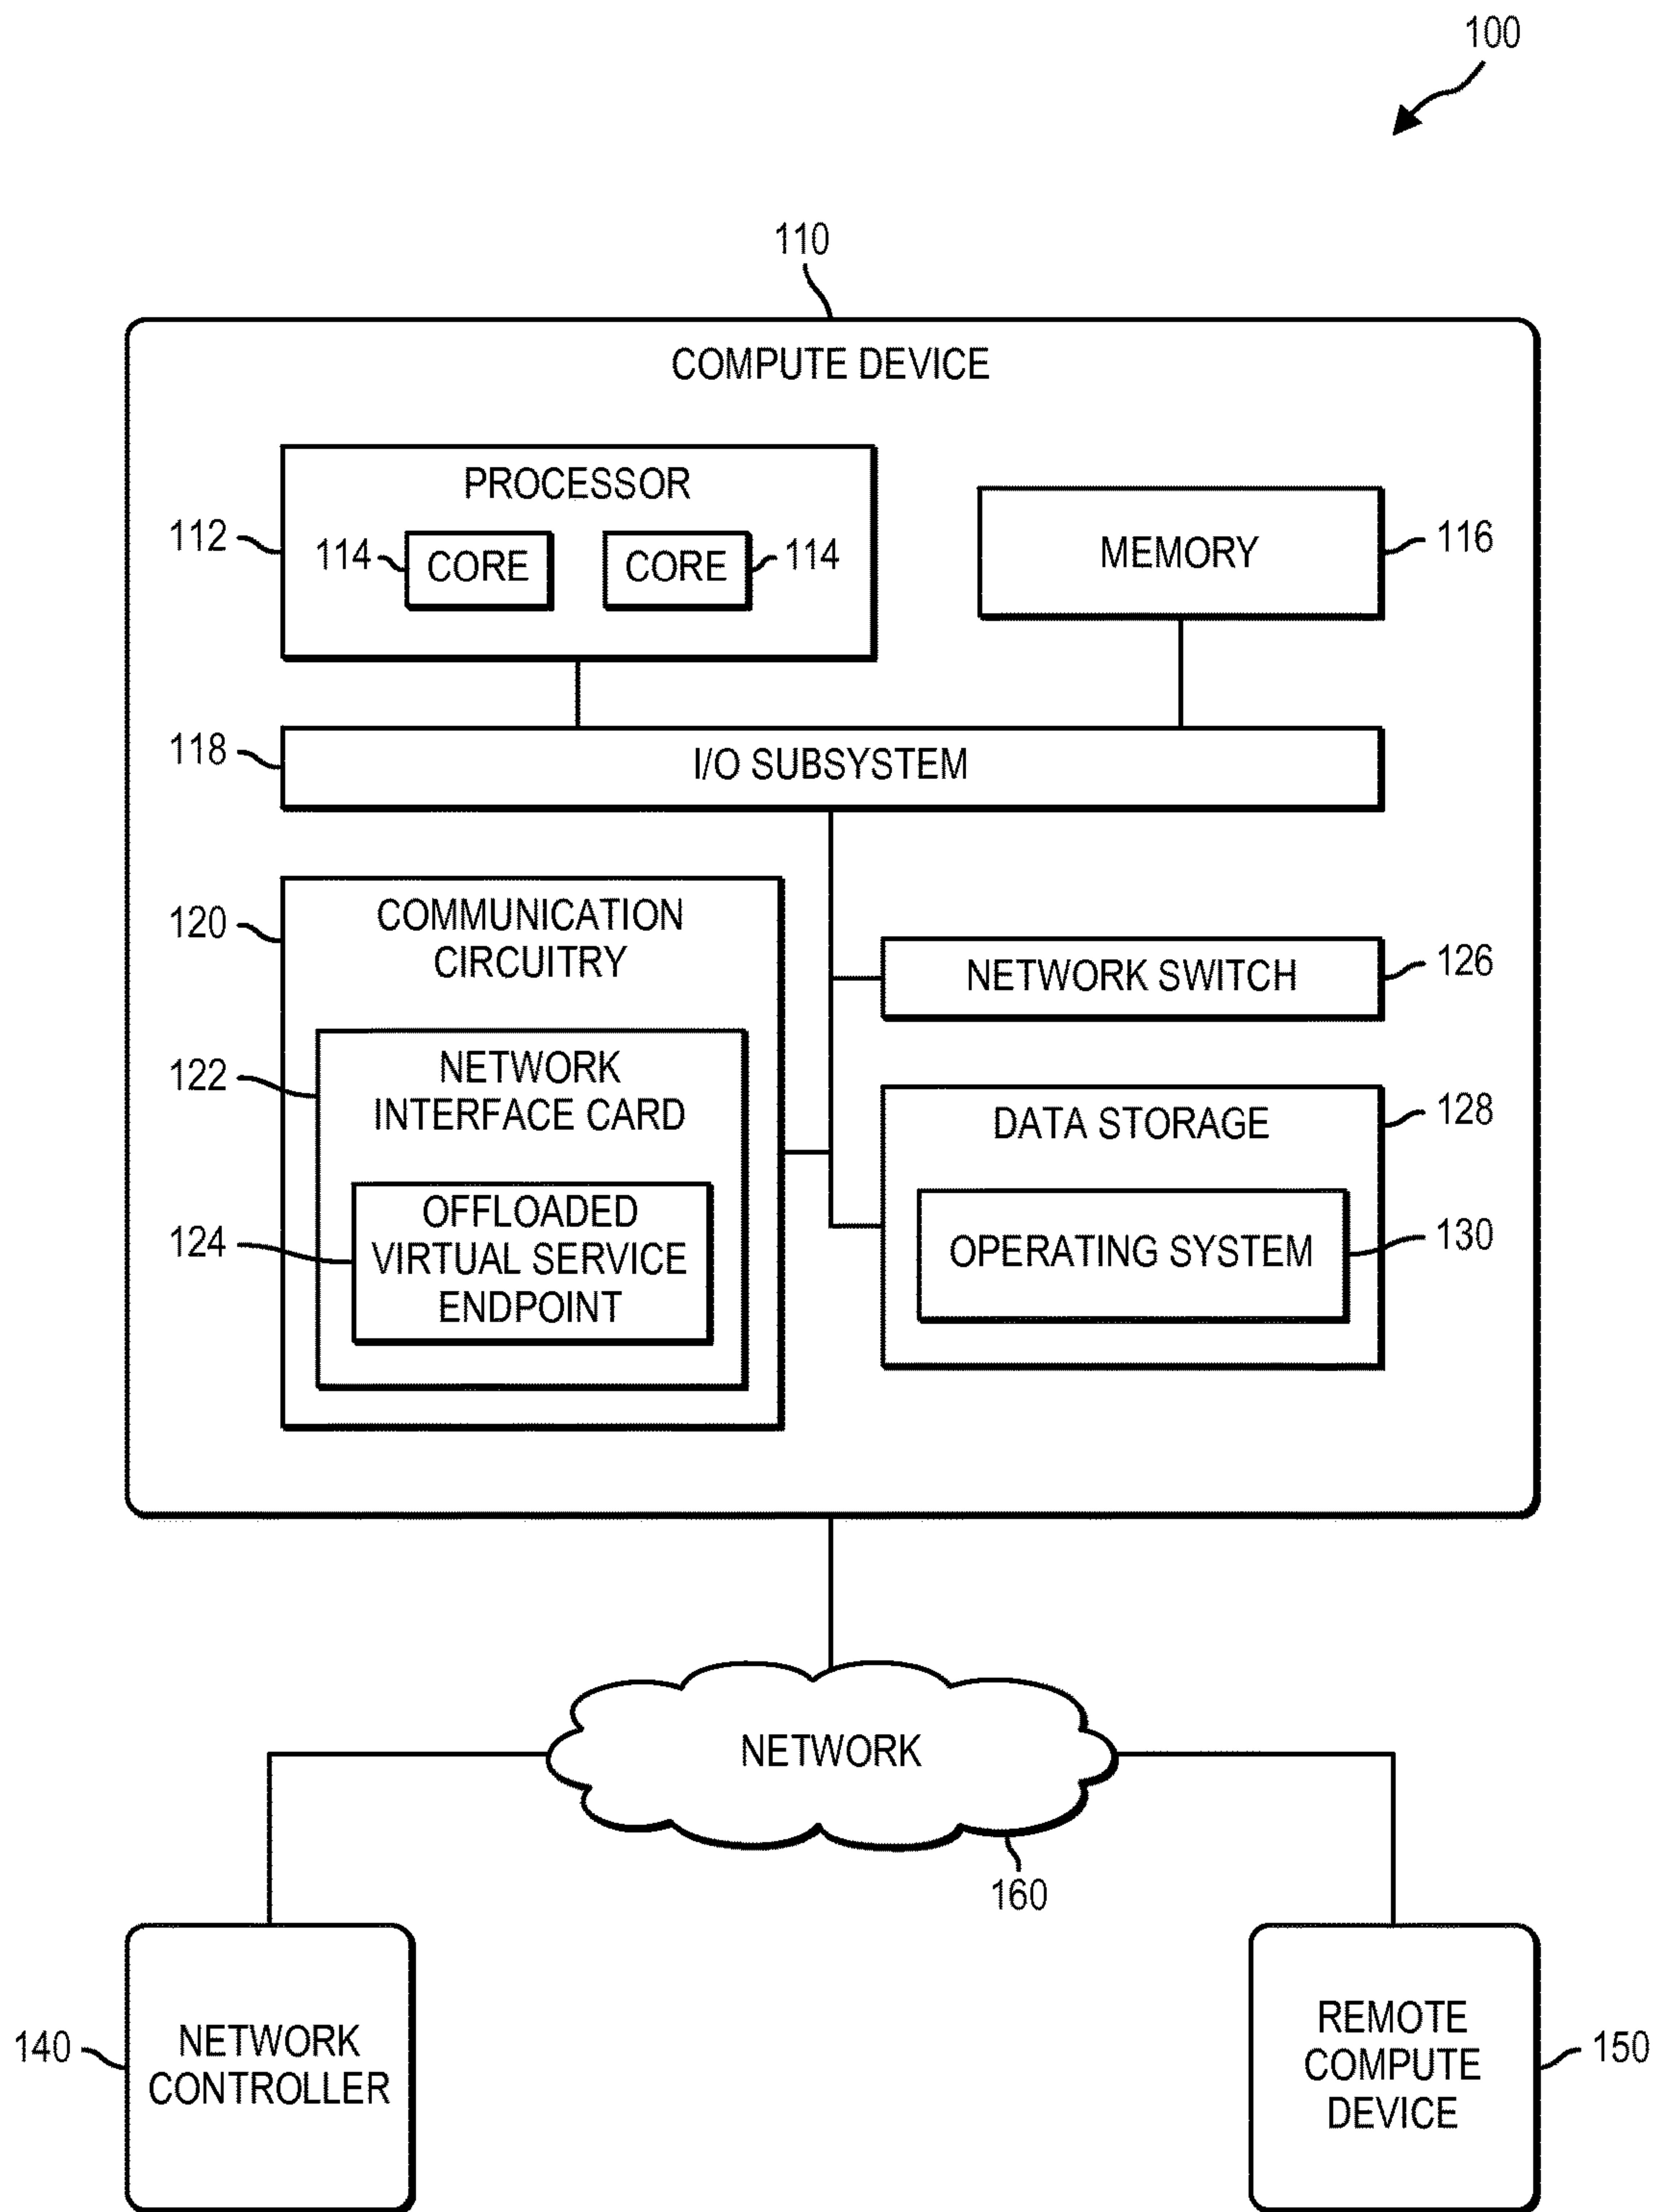 100
110
COMPUTE DEVICE
PROCESSOR
112
114
CORE
CORE
114
MEMORY
116
118
I/O SUBSYSTEM
120
COMMUNICATION
CIRCUITRY
122
NETWORK
INTERFACE CARD
124
OFFLOADED
VIRTUAL SERVICE
ENDPOINT
NETWORK SWITCH
126
DATA STORAGE
128
OPERATING SYSTEM
130
NETWORK
160
140
NETWORK
CONTROLLER
REMOTE
COMPUTE
DEVICE
150